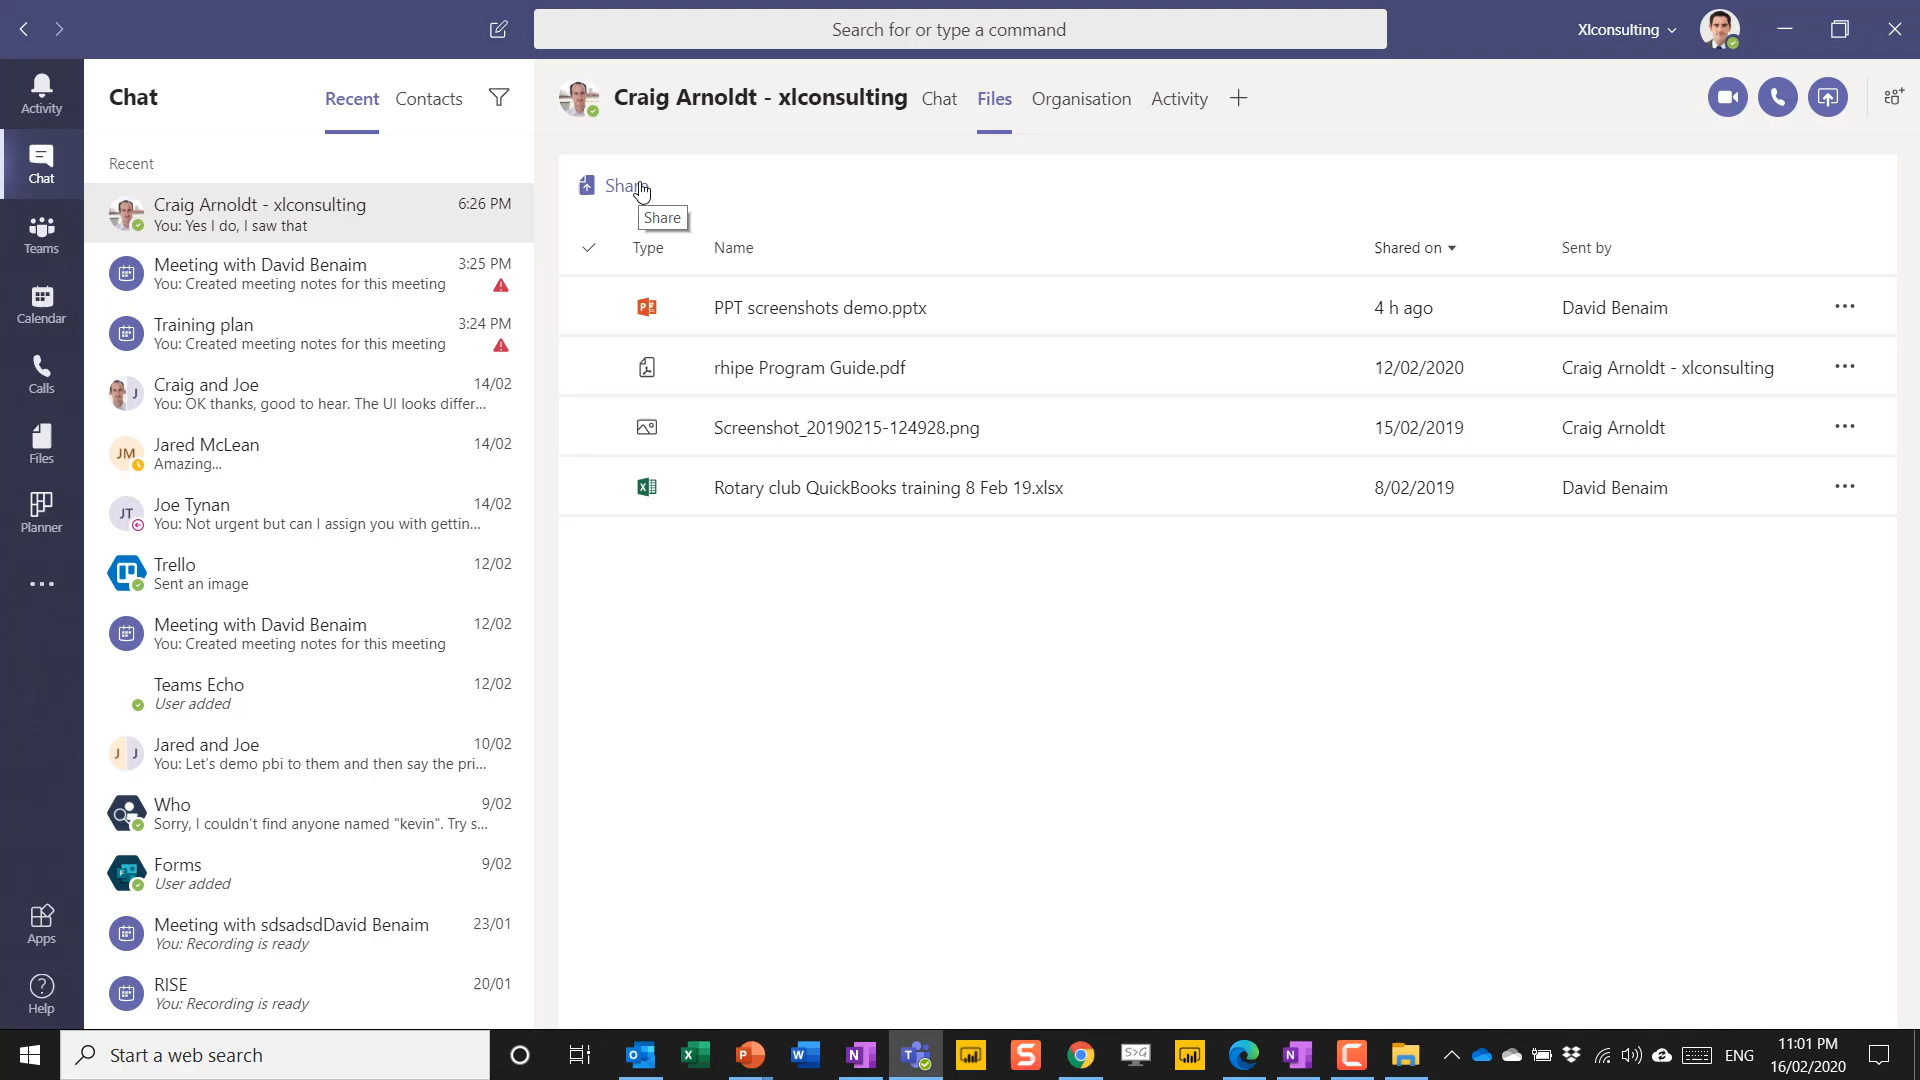 Search for or type a command
Xlconsulting
Activity
Chat
Teams
Calendar
Calls
Files
Planner
Apps
Help
Chat
Recent
Contacts
Recent
Craig Arnoldt - xlconsulting 6:26 PM
You: Yes I do, I saw that
Meeting with David Benaim 3:25 PM
You: Created meeting notes for this meeting
Training plan 3:24 PM
You: Created meeting notes for this meeting
J
Craig and Joe 14/02
You: OK thanks, good to hear. The UI looks differ...
JM
Jared McLean 14/02
Amazing...
JT
Joe Tynan 14/02
You: Not urgent but can I assign you with gettin...
Trello 12/02
Sent an image
Meeting with David Benaim 12/02
You: Created meeting notes for this meeting
Teams Echo 12/02
User added
J J
Jared and Joe 10/02
You: Let's demo pbi to them and then say the pri...
Who 9/02
Sorry, I couldn't find anyone named "kevin". Try s...
Forms 9/02
User added
Meeting with sdsadsdDavid Benaim 23/01
You: Recording is ready
RISE 20/01
You: Recording is ready
Craig Arnoldt - xlconsulting Chat Files Organisation Activity
Share
Share
Type Name Shared on Sent by
PPT screenshots demo.pptx 4 h ago David Benaim
rhipe Program Guide.pdf 12/02/2020 Craig Arnoldt - xlconsulting
Screenshot_20190215-124928.png 15/02/2019 Craig Arnoldt
Rotary club QuickBooks training 8 Feb 19.xlsx 8/02/2019 David Benaim
Start a web search
ENG
11:01 PM
16/02/2020